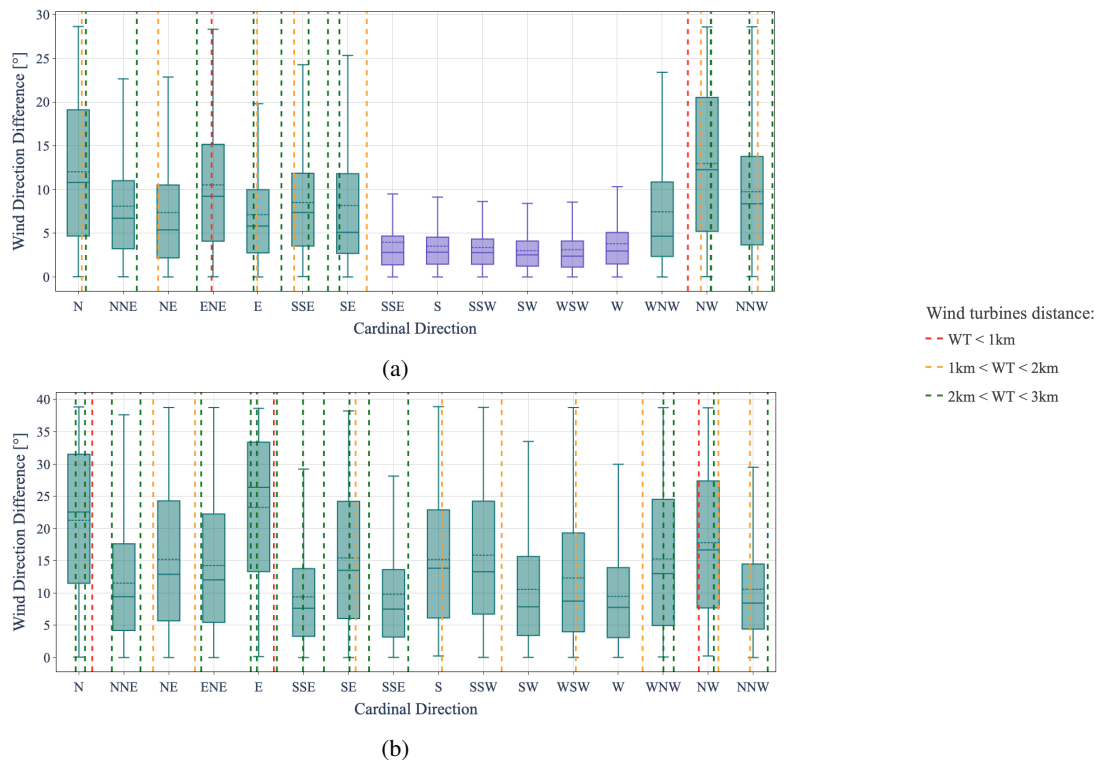 Wind Direction Difference [°]
30
25
20
15
10
5
0
N NNE NE ENE E SSE SE SSE S SSW SW WSW W WNW NW NNW
Cardinal Direction
(a)
Wind turbines distance:
WT < 1km
1km < WT < 2km
2km < WT < 3km
Wind Direction Difference [°]
40
35
30
25
20
15
10
5
0
N NNE NE ENE E SSE SE SSE S SSW SW WSW W WNW NW NNW
Cardinal Direction
(b)